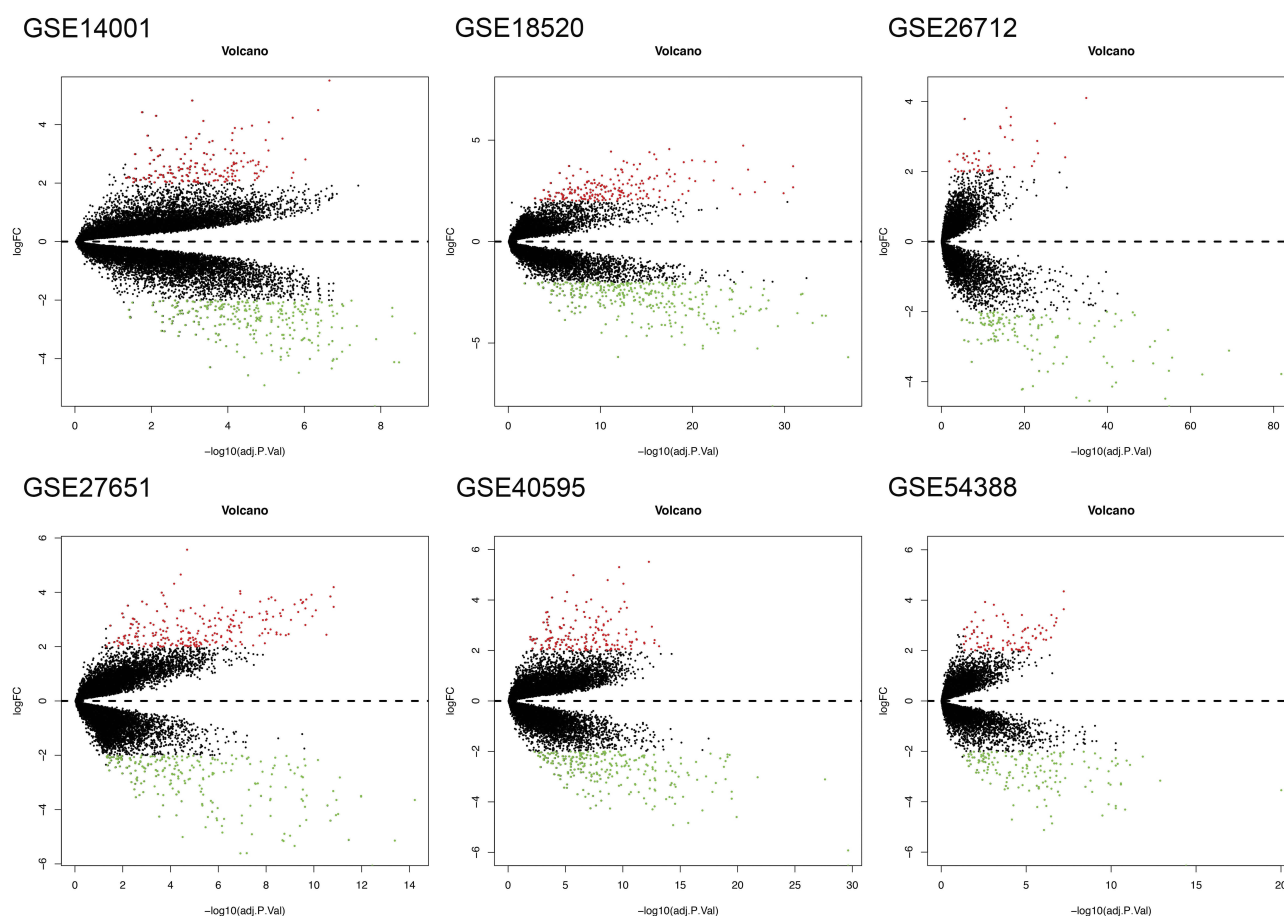 GSE14001 GSE18520 GSE26712
Volcano Volcano Volcano
4
2
0
−2
−4
logFC
0 2 4 6 8
−log10(adj.P.Val)
5
0
−5
logFC
0 10 20 30
−log10(adj.P.Val)
4
2
0
−2
−4
logFC
0 20 40 60 80
−log10(adj.P.Val)
GSE27651 GSE40595 GSE54388
Volcano Volcano Volcano
6
4
2
0
−2
−4
−6
logFC
0 2 4 6 8 10 12 14
−log10(adj.P.Val)
6
4
2
0
−2
−4
−6
logFC
0 5 10 15 20 25 30
−log10(adj.P.Val)
6
4
2
0
−2
−4
−6
logFC
0 5 10 15 20
−log10(adj.P.Val)